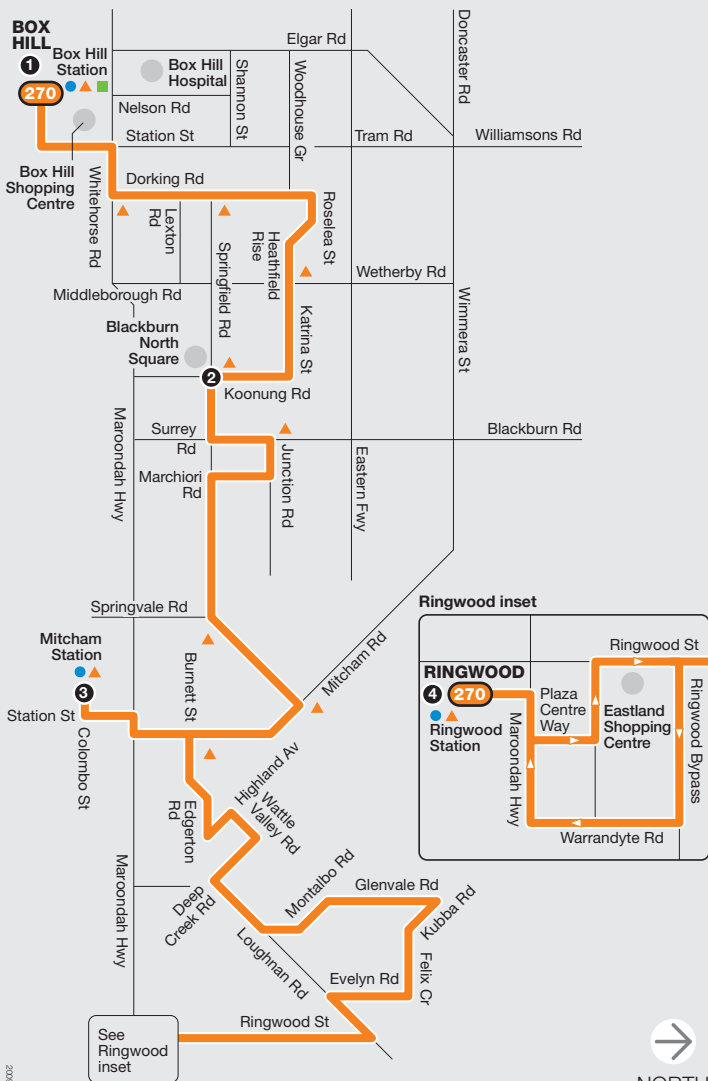 BOX
HILL
1
Box Hill
Station
270
Box Hill
Hospital
Elgar Rd
Doncaster Rd
Shannon St
Woodhouse Gr
Nelson Rd
Station St
Tram Rd
Williamsons Rd
Box Hill
Shopping
Centre
Whitehorse Rd
Dorking Rd
Lexton
Rd
Roselea St
Springfield Rd
Heathfield
Rise
Wetherby Rd
Middleborough Rd
Katrina St
Wimmera St
Blackburn
North
Square
2
Koonung Rd
Maroondah Hwy
Surrey
Rd
Blackburn Rd
Junction Rd
Eastern Fwy
Marchiori
Rd
Springvale Rd
Mitcham
Station
3
Burnett St
Mitcham Rd
Station St
Colombo St
Highland Av
Edgerton
Rd
Wattle
Valley Rd
Maroondah Hwy
Deep
Creek Rd
Montalbo Rd
Glenvale Rd
Kubba Rd
Loughnan Rd
Felix Cr
Evelyn Rd
Ringwood St
See
Ringwood
inset
Ringwood inset
Ringwood St
RINGWOOD
4
270
Ringwood
Station
Plaza
Centre
Way
Eastland
Shopping
Centre
Maroondah Hwy
Ringwood Bypass
Warrandyte Rd
NORTH